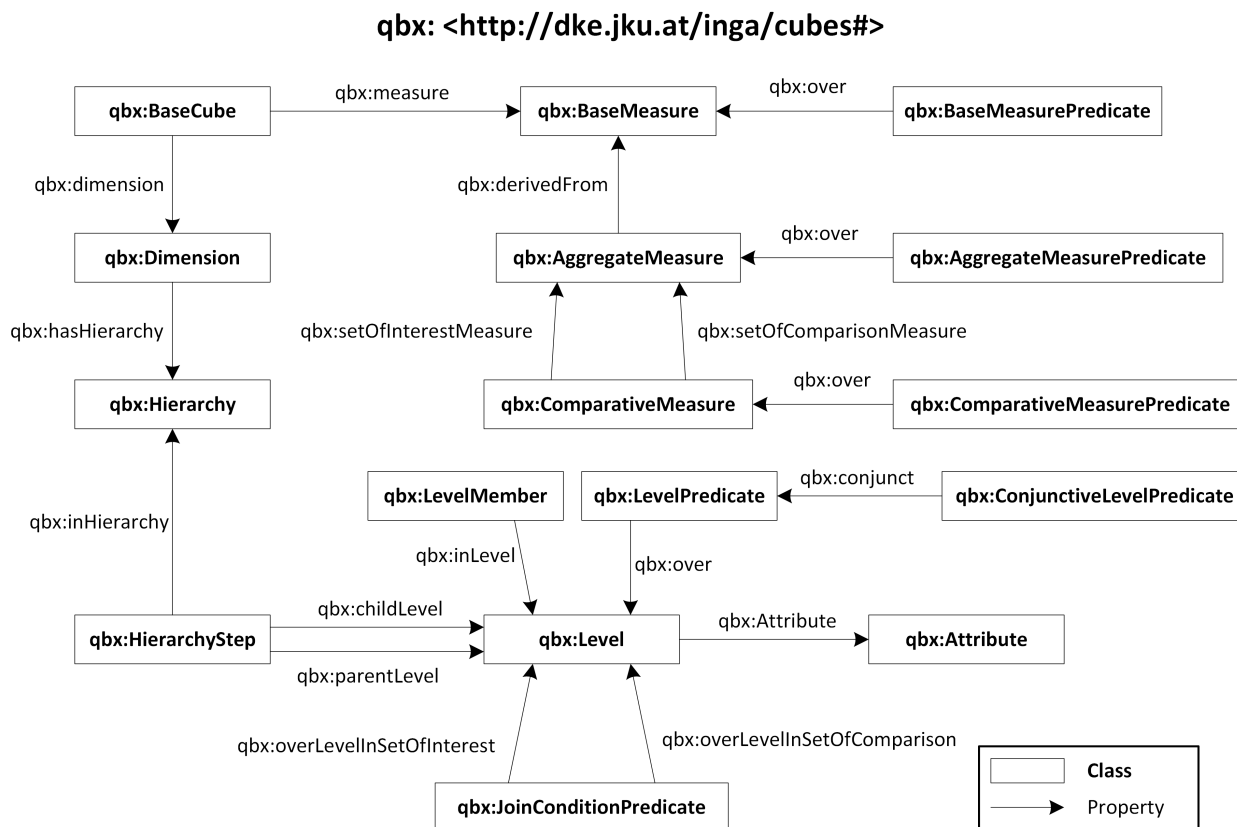 qbx: <http://dke.jku.at/inga/cubes#>
qbx:BaseCube
qbx:measure
qbx:BaseMeasure
qbx:over
qbx:BaseMeasurePredicate
qbx:dimension
qbx:derivedFrom
qbx:Dimension
qbx:AggregateMeasure
qbx:over
qbx:AggregateMeasurePredicate
qbx:hasHierarchy
qbx:setOfInterestMeasure
qbx:setOfComparisonMeasure
qbx:Hierarchy
qbx:ComparativeMeasure
qbx:over
qbx:ComparativeMeasurePredicate
qbx:inHierarchy
qbx:LevelMember
qbx:LevelPredicate
qbx:conjunct
qbx:ConjunctiveLevelPredicate
qbx:inLevel
qbx:over
qbx:HierarchyStep
qbx:childLevel
qbx:parentLevel
qbx:Level
qbx:Attribute
qbx:Attribute
qbx:overLevelInSetOfInterest
qbx:overLevelInSetOfComparison
qbx:JoinConditionPredicate
Class
Property